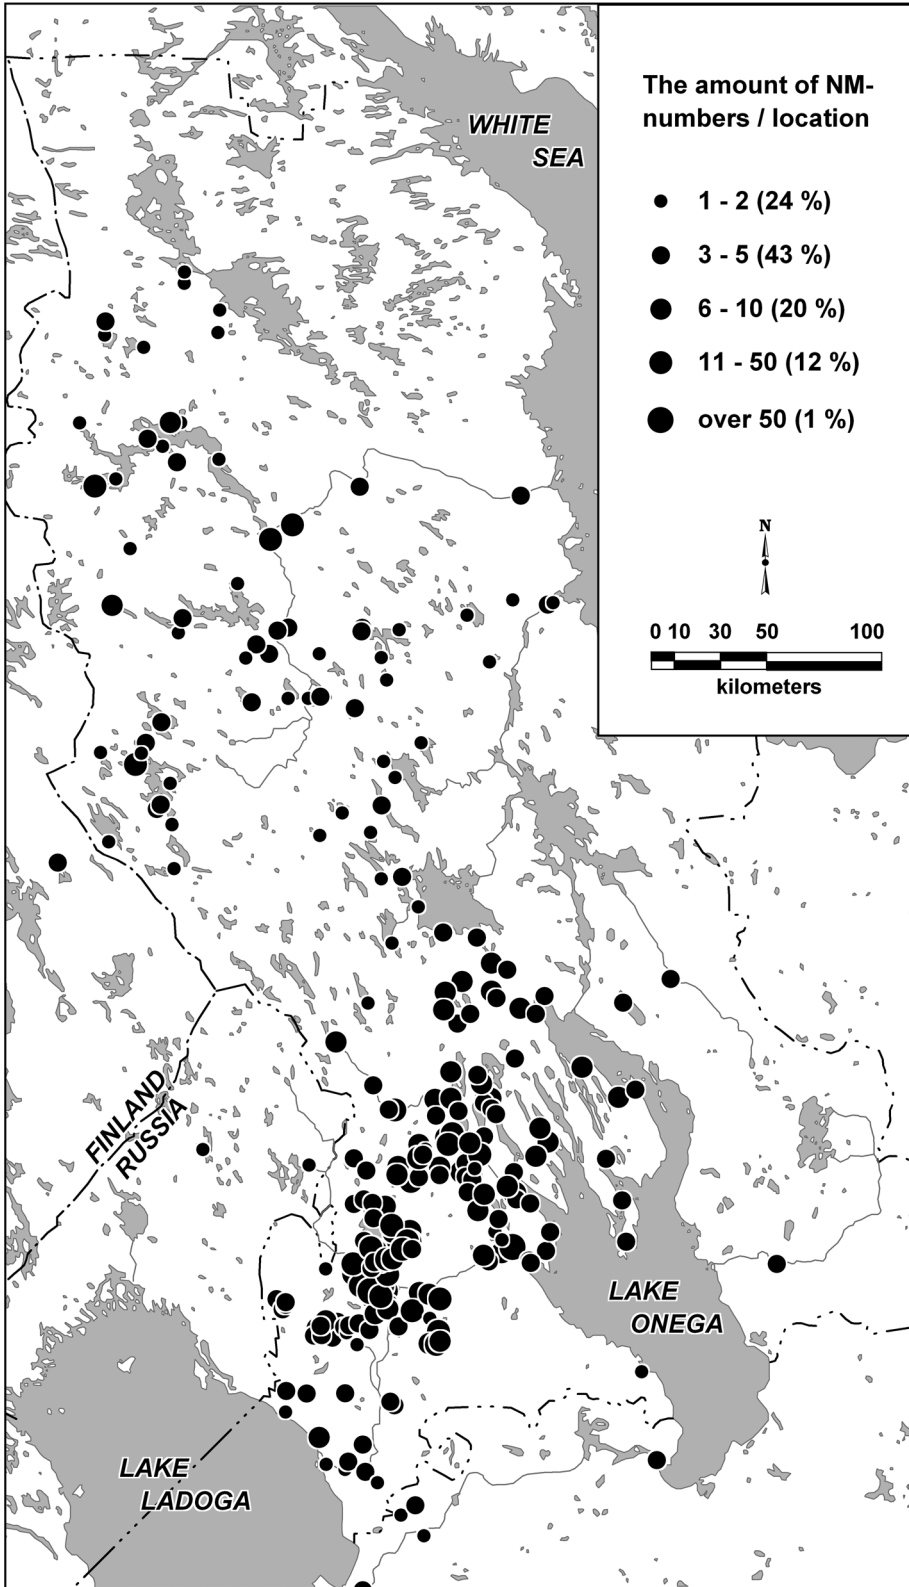 WHITE
SEA
The amount of NM-
numbers / location
1 - 2 (24 %)
3 - 5 (43 %)
6 - 10 (20 %)
11 - 50 (12 %)
over 50 (1 %)
N
0 10 30 50 100
kilometers
FINLAND
RUSSIA
LAKE
ONEGA
LAKE
LADOGA